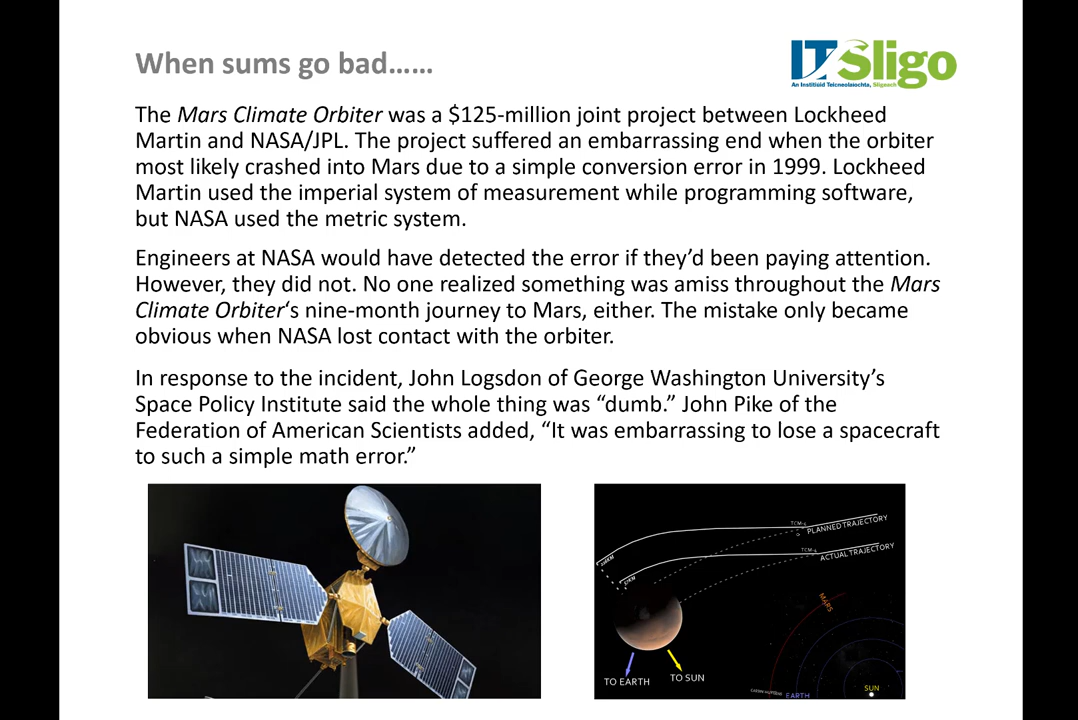 When sums go bad……
ITSligo
An Institiúid Teicneolaíochta, Sligeach
The Mars Climate Orbiter was a $125-million joint project between Lockheed
Martin and NASA/JPL. The project suffered an embarrassing end when the orbiter
most likely crashed into Mars due to a simple conversion error in 1999. Lockheed
Martin used the imperial system of measurement while programming software,
but NASA used the metric system.
Engineers at NASA would have detected the error if they’d been paying attention.
However, they did not. No one realized something was amiss throughout the Mars
Climate Orbiter‘s nine-month journey to Mars, either. The mistake only became
obvious when NASA lost contact with the orbiter.
In response to the incident, John Logsdon of George Washington University’s
Space Policy Institute said the whole thing was “dumb.” John Pike of the
Federation of American Scientists added, “It was embarrassing to lose a spacecraft
to such a simple math error.”
TCM-4
PLANNED TRAJECTORY
TCM-4
ACTUAL TRAJECTORY
MARS
TO EARTH
TO SUN
EARTH
SUN